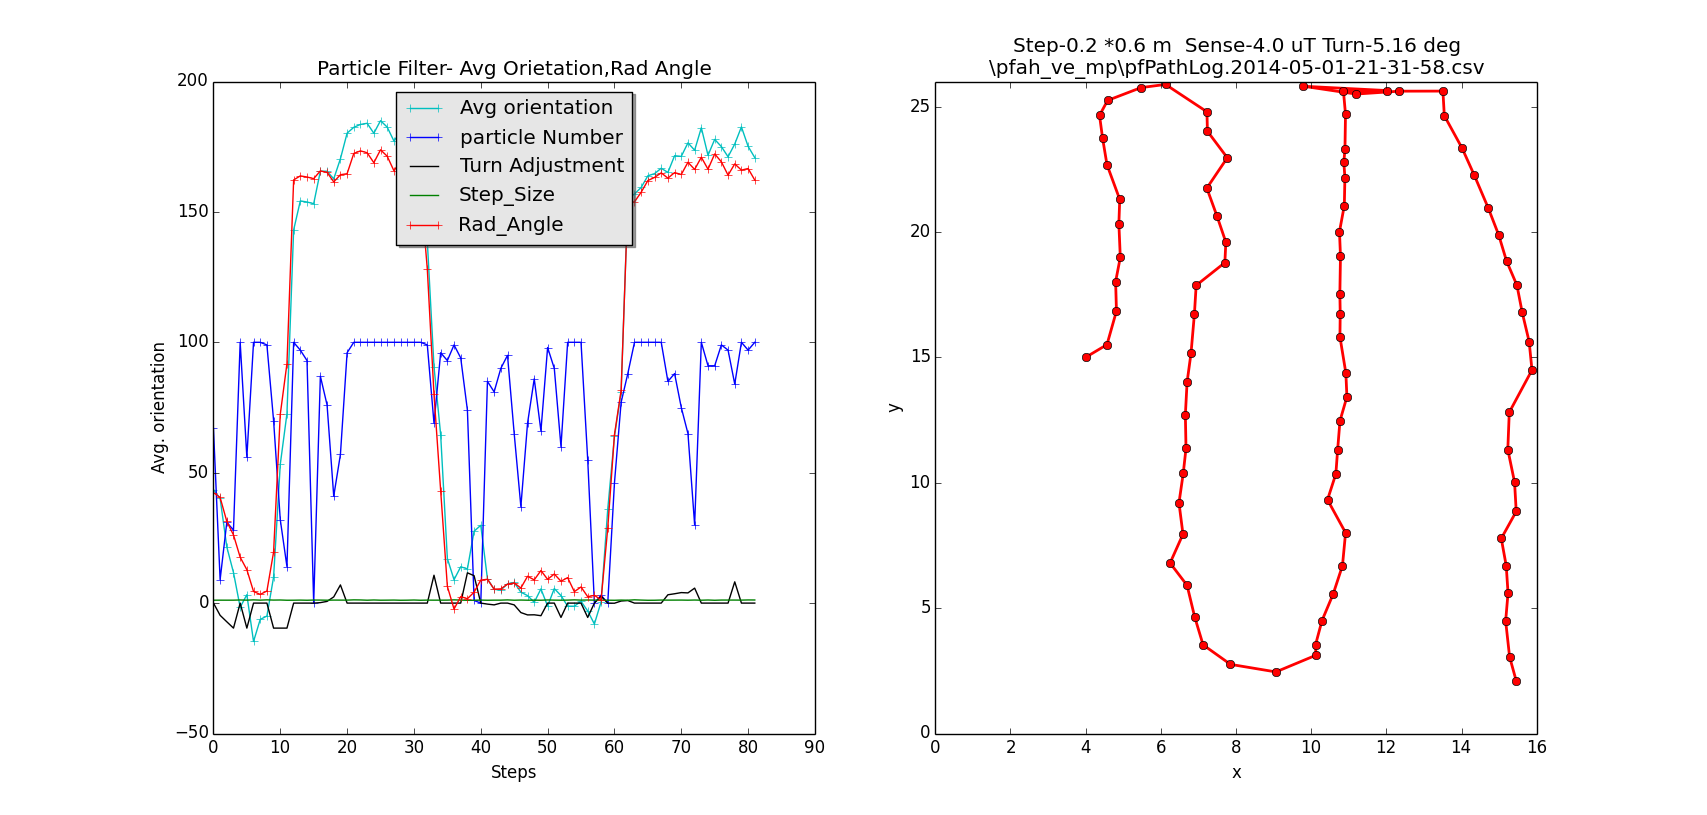 Particle Filter- Avg Orietation,Rad Angle
Avg orientation
particle Number
Turn Adjustment
Step_Size
Rad_Angle
200
150
100
50
0
−50
Avg. orientation
0 10 20 30 40 50 60 70 80 90
Steps
Step-0.2 *0.6 m  Sense-4.0 uT Turn-5.16 deg
\pfah_ve_mp\pfPathLog.2014-05-01-21-31-58.csv
25
20
15
10
5
0
y
0 2 4 6 8 10 12 14 16
x